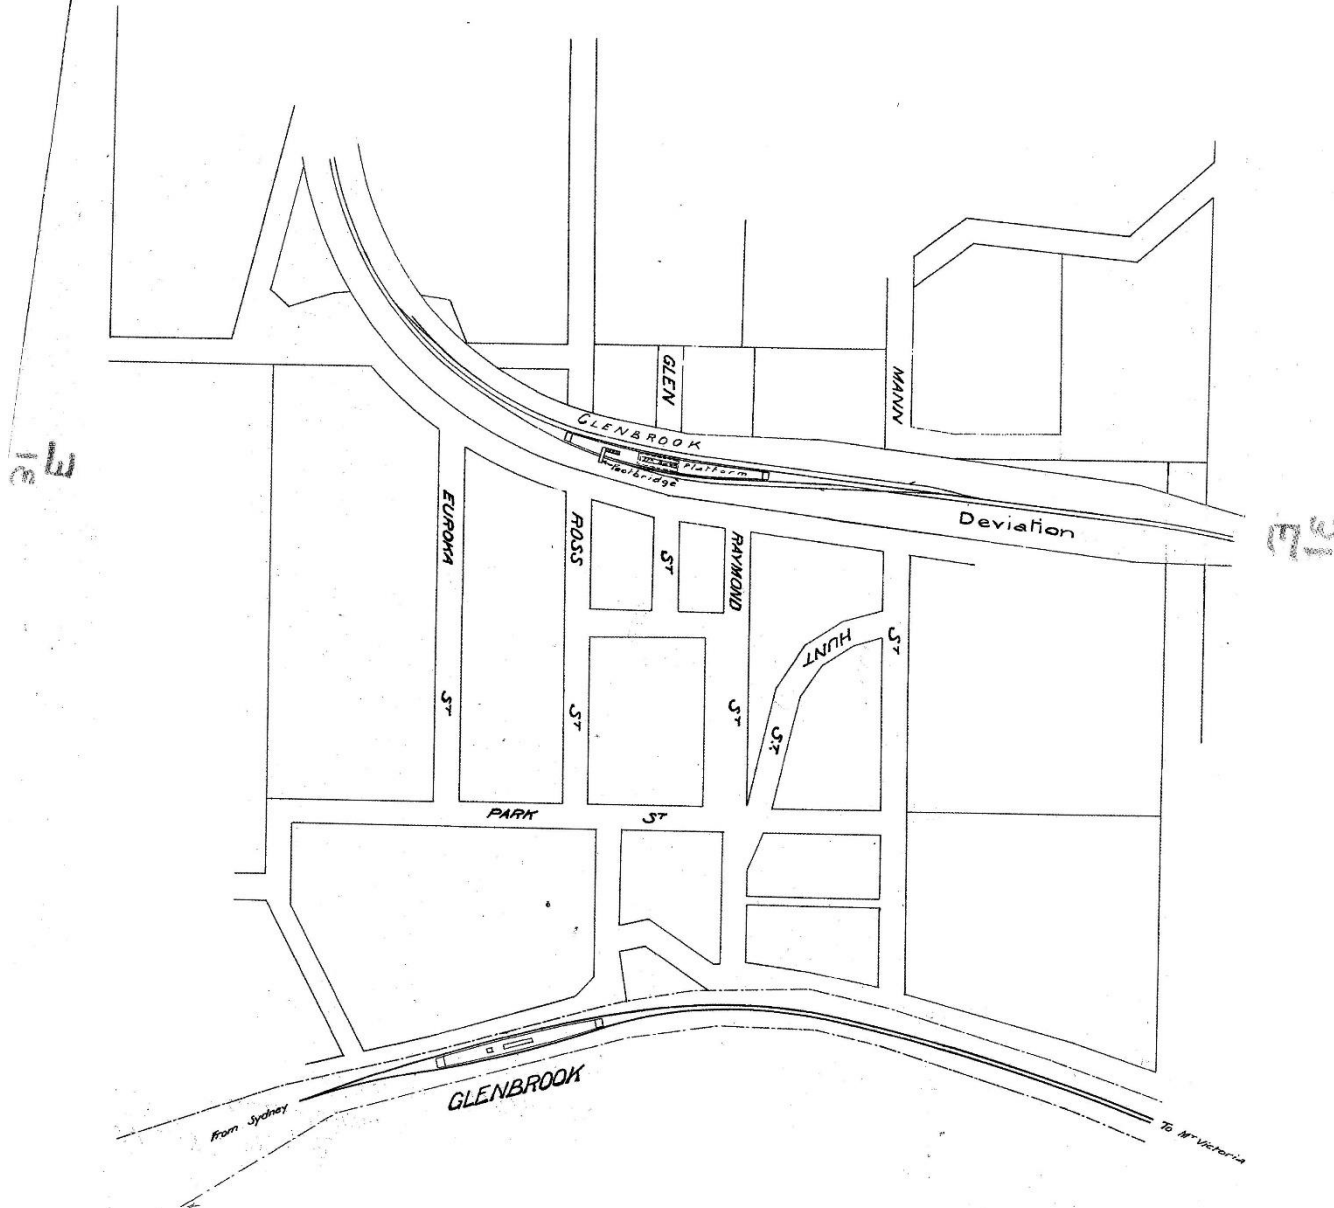 GLEN
MANN
GLENBROOK
Platform
Footbridge
Deviation
EUROKA
ST
ROSS
ST
ST
RAYMOND
ST
HUNT
ST
ST
PARK ST
GLENBROOK
From Sydney
To Mt Victoria